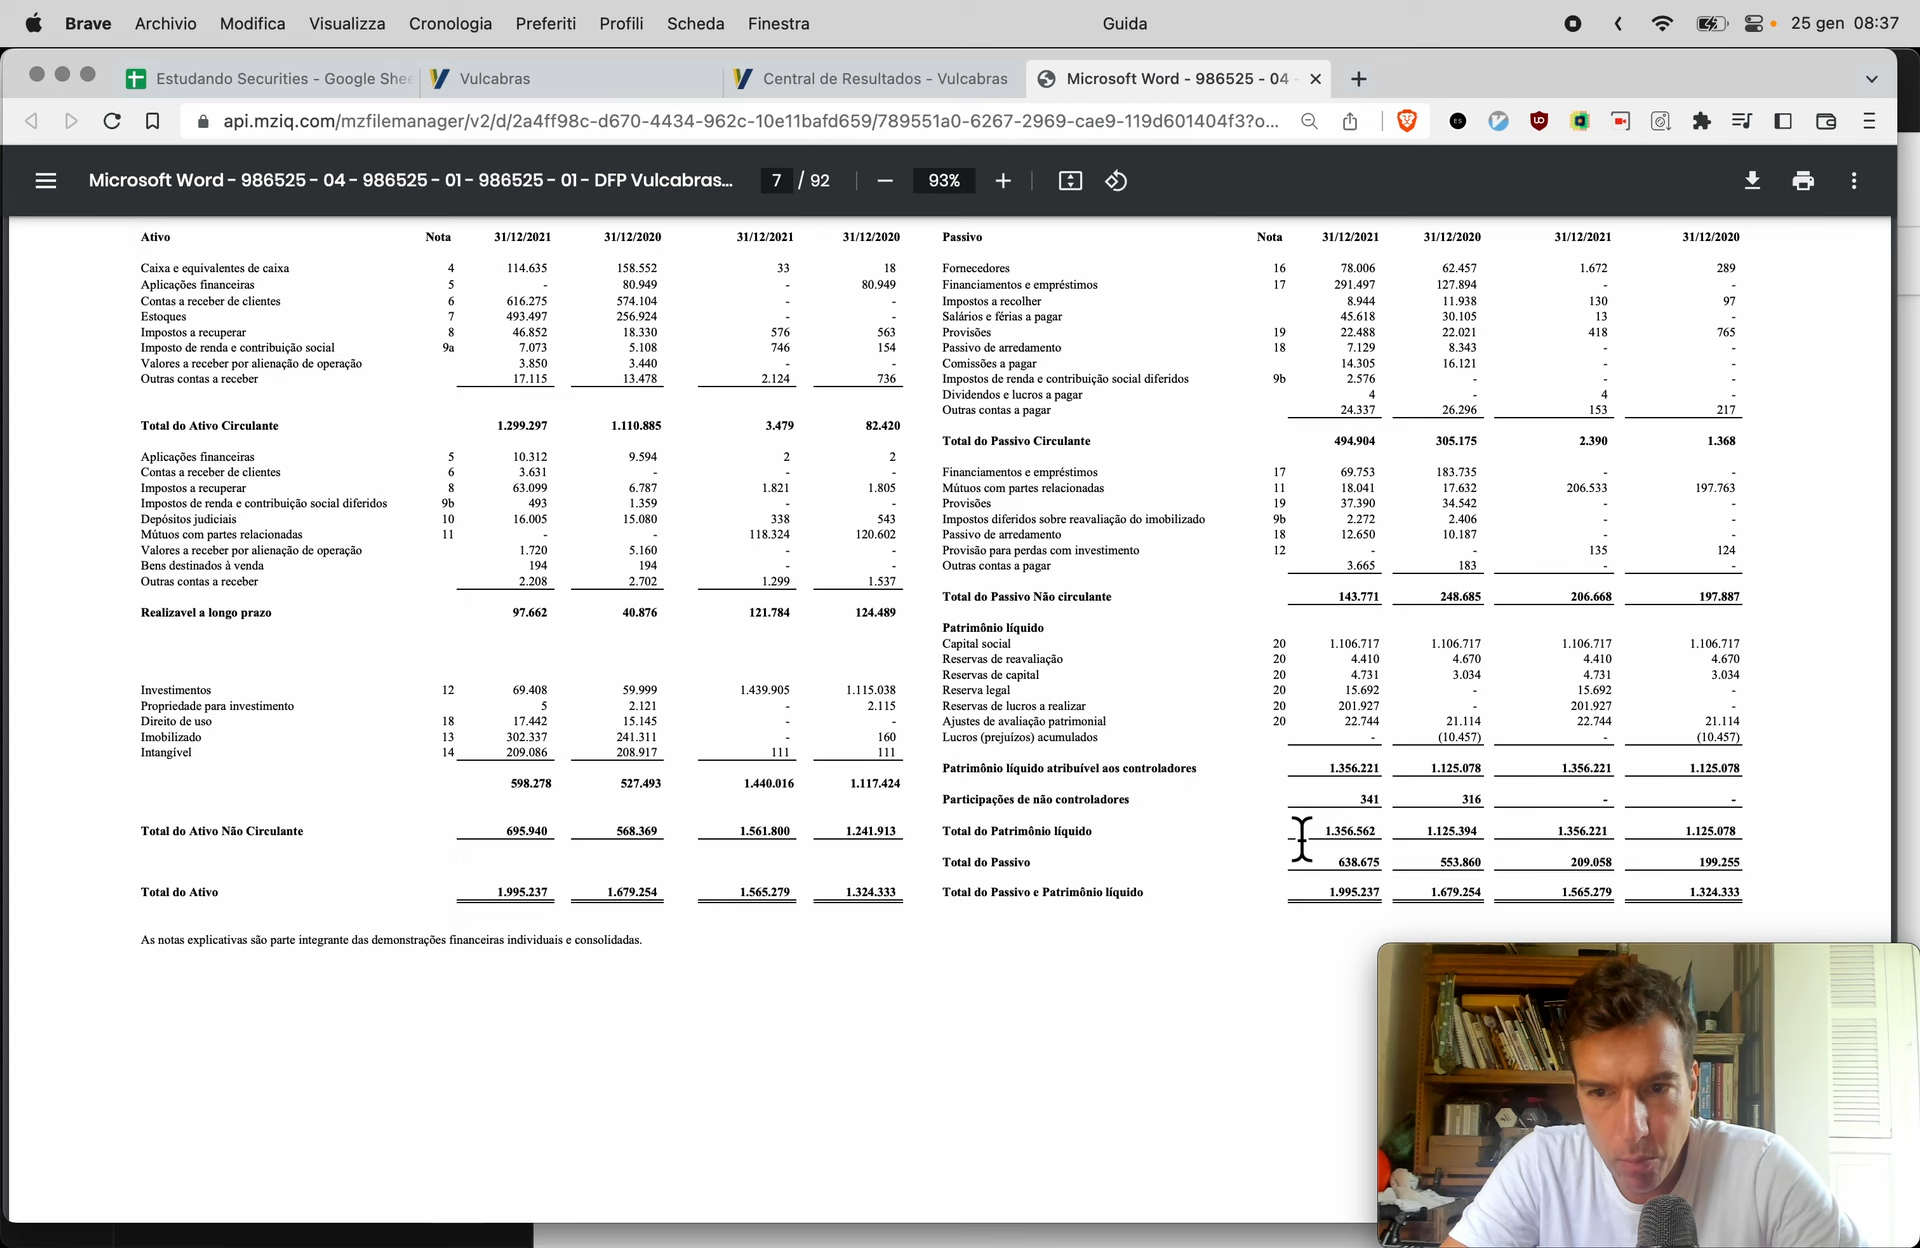 Brave Archivio Modifica Visualizza Cronologia Preferiti Profili Scheda Finestra Guida 25 gen 08:37
Estudando Securities - Google Shee Vulcabras Central de Resultados - Vulcabras Microsoft Word - 986525 - 04 -
api.mziq.com/mzfilemanager/v2/d/2a4ff98c-d670-4434-962c-10e11bafd659/789551a0-6267-2969-cae9-119d601404f3?o...
Microsoft Word - 986525 - 04 - 986525 - 01 - 986525 - 01 - DFP Vulcabras... 7 / 92 93%
Ativo Nota 31/12/2021 31/12/2020 31/12/2021 31/12/2020
Caixa e equivalentes de caixa 4 114.635 158.552 33 18
Aplicações financeiras 5 - 80.949 - 80.949
Contas a receber de clientes 6 616.275 574.104 - -
Estoques 7 493.497 256.924 - -
Impostos a recuperar 8 46.852 18.330 576 563
Imposto de renda e contribuição social 9a 7.073 5.108 746 154
Valores a receber por alienação de operação 3.850 3.440 - -
Outras contas a receber 17.115 13.478 2.124 736
Total do Ativo Circulante 1.299.297 1.110.885 3.479 82.420
Aplicações financeiras 5 10.312 9.594 2 2
Contas a receber de clientes 6 3.631 - - -
Impostos a recuperar 8 63.099 6.787 1.821 1.805
Impostos de renda e contribuição social diferidos 9b 493 1.359 - -
Depósitos judiciais 10 16.005 15.080 338 543
Mútuos com partes relacionadas 11 - - 118.324 120.602
Valores a receber por alienação de operação 1.720 5.160 - -
Bens destinados à venda 194 194 - -
Outras contas a receber 2.208 2.702 1.299 1.537
Realizavel a longo prazo 97.662 40.876 121.784 124.489
Investimentos 12 69.408 59.999 1.439.905 1.115.038
Propriedade para investimento 5 2.121 - 2.115
Direito de uso 18 17.442 15.145 - -
Imobilizado 13 302.337 241.311 - 160
Intangível 14 209.086 208.917 111 111
598.278 527.493 1.440.016 1.117.424
Total do Ativo Não Circulante 695.940 568.369 1.561.800 1.241.913
Total do Ativo 1.995.237 1.679.254 1.565.279 1.324.333
Passivo Nota 31/12/2021 31/12/2020 31/12/2021 31/12/2020
Fornecedores 16 78.006 62.457 1.672 289
Financiamentos e empréstimos 17 291.497 127.894 - -
Impostos a recolher 8.944 11.938 130 97
Salários e férias a pagar 45.618 30.105 13 -
Provisões 19 22.488 22.021 418 765
Passivo de arredamento 18 7.129 8.343 - -
Comissões a pagar 14.305 16.121 - -
Impostos de renda e contribuição social diferidos 9b 2.576 - - -
Dividendos e lucros a pagar 4 - 4 -
Outras contas a pagar 24.337 26.296 153 217
Total do Passivo Circulante 494.904 305.175 2.390 1.368
Financiamentos e empréstimos 17 69.753 183.735 - -
Mútuos com partes relacionadas 11 18.041 17.632 206.533 197.763
Provisões 19 37.390 34.542 - -
Impostos diferidos sobre reavaliação do imobilizado 9b 2.272 2.406 - -
Passivo de arredamento 18 12.650 10.187 - -
Provisão para perdas com investimento 12 - - 135 124
Outras contas a pagar 3.665 183 - -
Total do Passivo Não circulante 143.771 248.685 206.668 197.887
Patrimônio líquido
Capital social 20 1.106.717 1.106.717 1.106.717 1.106.717
Reservas de reavaliação 20 4.410 4.670 4.410 4.670
Reservas de capital 20 4.731 3.034 4.731 3.034
Reserva legal 20 15.692 - 15.692 -
Reservas de lucros a realizar 20 201.927 - 201.927 -
Ajustes de avaliação patrimonial 20 22.744 21.114 22.744 21.114
Lucros (prejuízos) acumulados - (10.457) - (10.457)
Patrimônio líquido atribuível aos controladores 1.356.221 1.125.078 1.356.221 1.125.078
Participações de não controladores 341 316 - -
Total do Patrimônio líquido 1.356.562 1.125.394 1.356.221 1.125.078
Total do Passivo 638.675 553.860 209.058 199.255
Total do Passivo e Patrimônio líquido 1.995.237 1.679.254 1.565.279 1.324.333
As notas explicativas são parte integrante das demonstrações financeiras individuais e consolidadas.